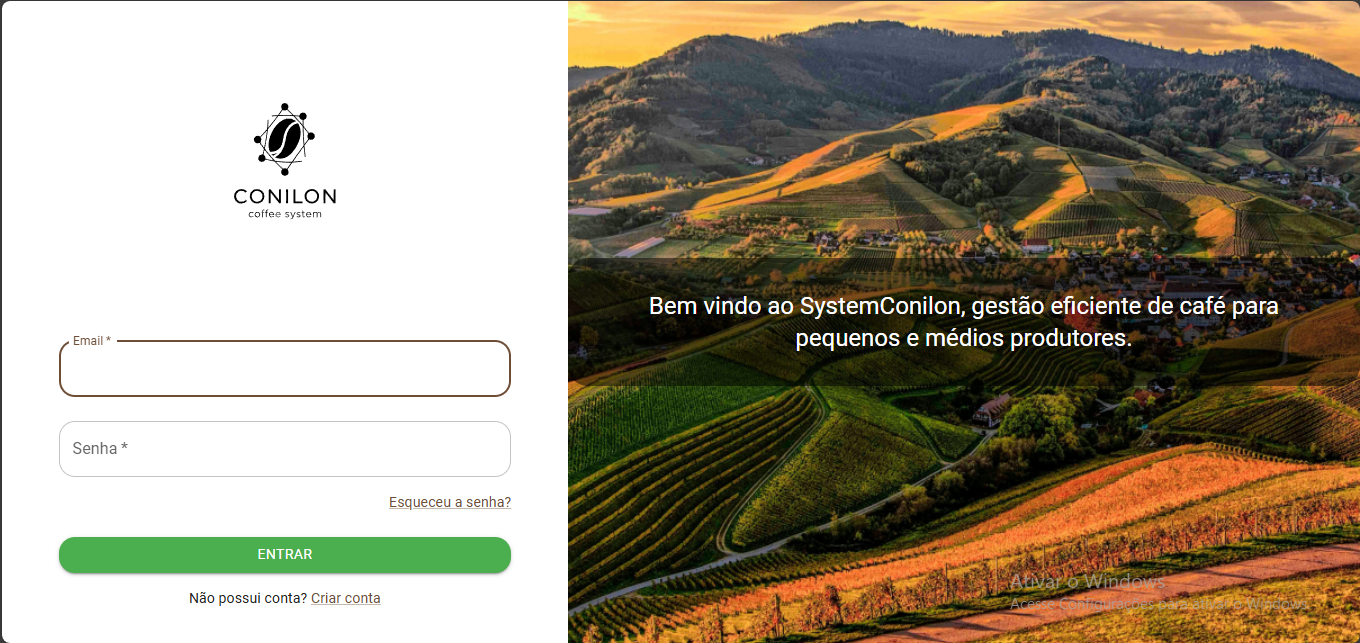 CONILON
coffee system
Email *
Senha *
Esqueceu a senha?
ENTRAR
Não possui conta? Criar conta
Bem vindo ao SystemConilon, gestão eficiente de café para
pequenos e médios produtores.
Ativar o Windows
Acesse Configurações para ativar o Windows.